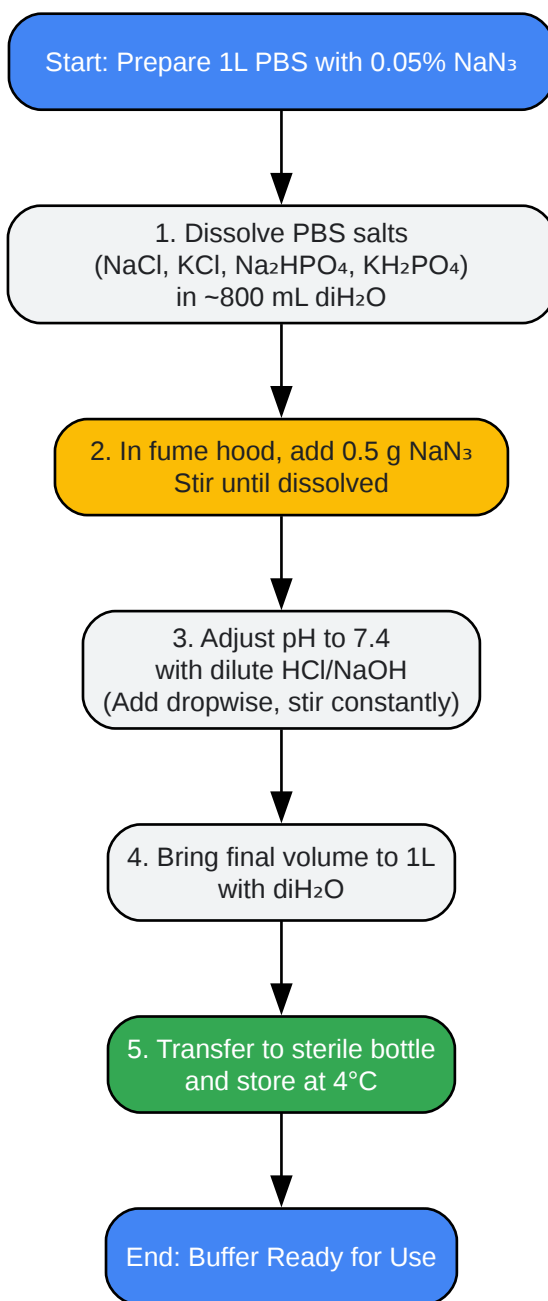 Start: Prepare 1L PBS with 0.05% NaN₃
1. Dissolve PBS salts
(NaCl, KCl, Na₂HPO₄, KH₂PO₄)
in ~800 mL diH₂O
2. In fume hood, add 0.5 g NaN₃
Stir until dissolved
3. Adjust pH to 7.4
with dilute HCl/NaOH
(Add dropwise, stir constantly)
4. Bring final volume to 1L
with diH₂O
5. Transfer to sterile bottle
and store at 4°C
End: Buffer Ready for Use